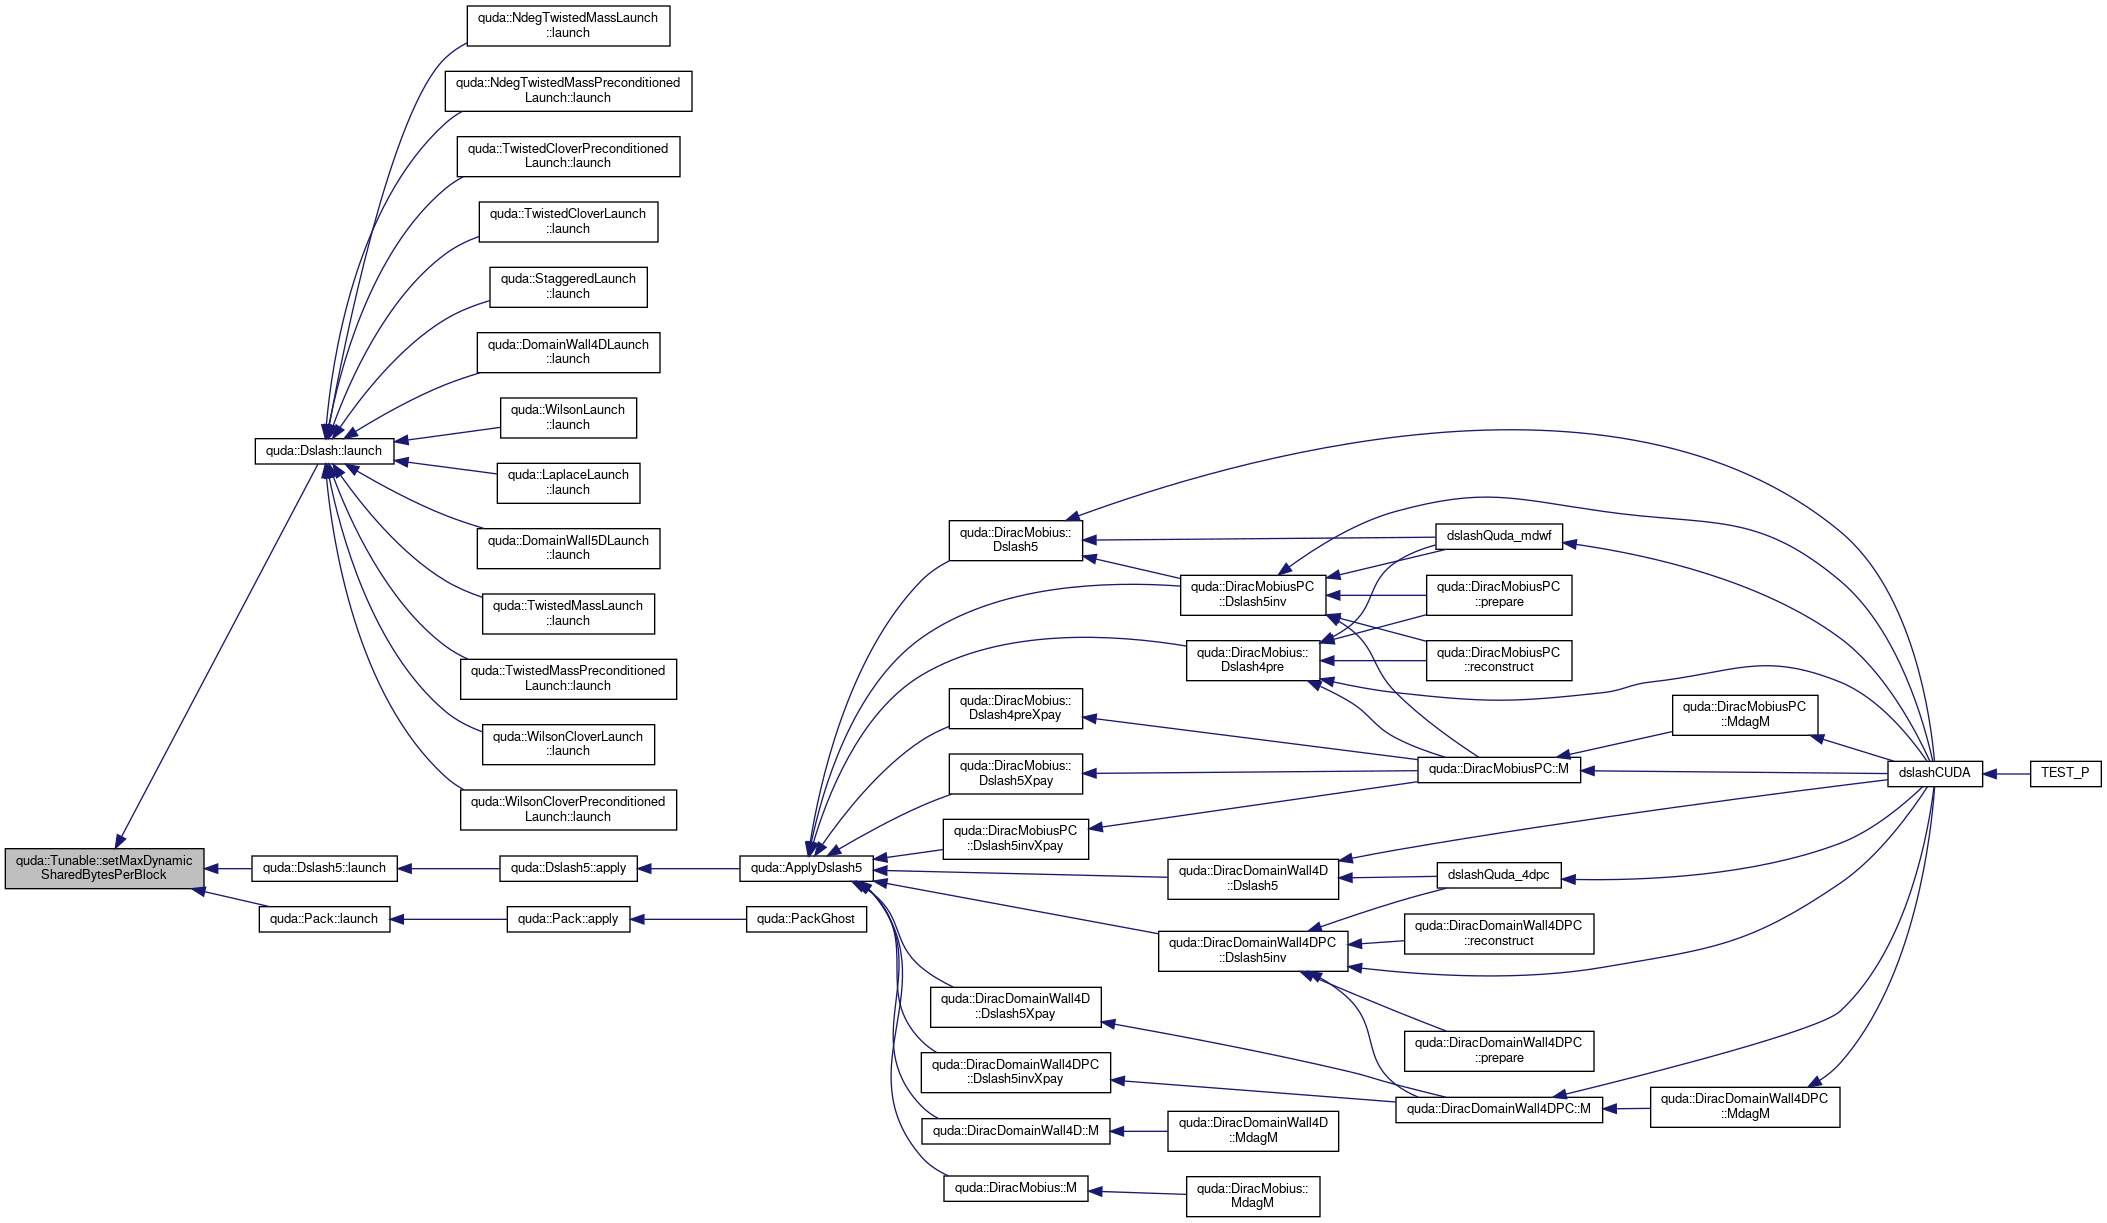 quda::NdegTwistedMassLaunch
::launch
quda::NdegTwistedMassPreconditioned
Launch::launch
quda::TwistedCloverPreconditioned
Launch::launch
quda::TwistedCloverLaunch
::launch
quda::StaggeredLaunch
::launch
quda::DomainWall4DLaunch
::launch
quda::WilsonLaunch
::launch
quda::Dslash::launch
quda::LaplaceLaunch
::launch
quda::DomainWall5DLaunch
::launch
quda::TwistedMassLaunch
::launch
quda::TwistedMassPreconditioned
Launch::launch
quda::WilsonCloverLaunch
::launch
quda::WilsonCloverPreconditioned
Launch::launch
quda::Tunable::setMaxDynamic
SharedBytesPerBlock
quda::Dslash5::launch
quda::Dslash5::apply
quda::ApplyDslash5
quda::Pack::launch
quda::Pack::apply
quda::PackGhost
quda::DiracMobius::
Dslash5
quda::DiracMobiusPC
::Dslash5inv
quda::DiracMobius::
Dslash4pre
quda::DiracMobius::
Dslash4preXpay
quda::DiracMobius::
Dslash5Xpay
quda::DiracMobiusPC
::Dslash5invXpay
quda::DiracDomainWall4D
::Dslash5
quda::DiracDomainWall4DPC
::Dslash5inv
quda::DiracDomainWall4D
::Dslash5Xpay
quda::DiracDomainWall4DPC
::Dslash5invXpay
quda::DiracDomainWall4D::M
quda::DiracDomainWall4D
::MdagM
quda::DiracMobius::M
quda::DiracMobius::
MdagM
dslashQuda_mdwf
quda::DiracMobiusPC
::prepare
quda::DiracMobiusPC
::reconstruct
quda::DiracMobiusPC::M
quda::DiracMobiusPC
::MdagM
dslashQuda_4dpc
quda::DiracDomainWall4DPC
::reconstruct
quda::DiracDomainWall4DPC
::prepare
quda::DiracDomainWall4DPC::M
quda::DiracDomainWall4DPC
::MdagM
dslashCUDA
TEST_P